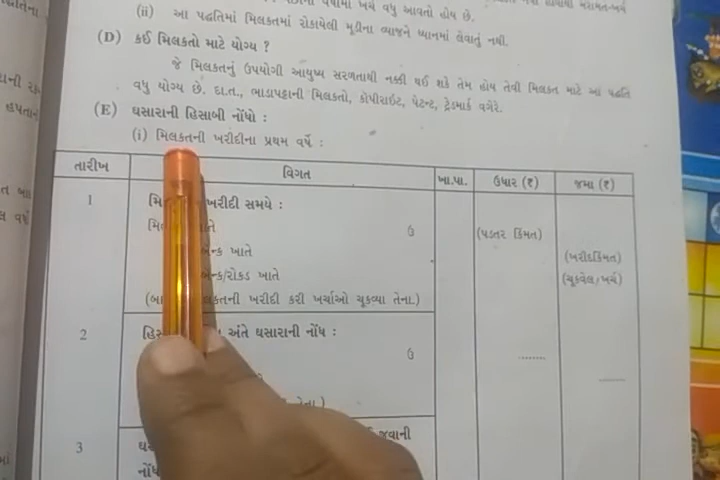 (ii) આ પદ્ધતિમાં મિલકતમાં રોકાયેલી મૂડીના વ્યાજને ધ્યાનમાં લેવાતું નથી.
(D) કઈ મિલકતો માટે યોગ્ય ?
જે મિલકતનું ઉપયોગી આયુષ્ય સરળતાથી નક્કી થઈ શકે તેમ હોય તેવી મિલકત માટે આ પદ્ધતિ
વધુ યોગ્ય છે. દા.ત., ભાડાપટ્ટાની મિલકતો, કોપીરાઈટ, પેટન્ટ, ટ્રેડમાર્ક વગેરે.
(E) ઘસારાની હિસાબી નોંધો :
(i) મિલકતની ખરીદીના પ્રથમ વર્ષે :
તારીખ વિગત ખા.પા. ઉધાર (₹) જમા (₹)
1 ખરીદી સમયે :
ખાતે ઉ (પડતર કિંમત)
ખાતે (ખરીદકિંમત)
ખાતે (ચૂકવેલ ખર્ચ)
ખરીદી કરી ખર્ચાઓ ચૂકવ્યા તેના.)
2 અંતે ઘસારાની નોંધ :
ઉ ........
તેના)
3 જવાની